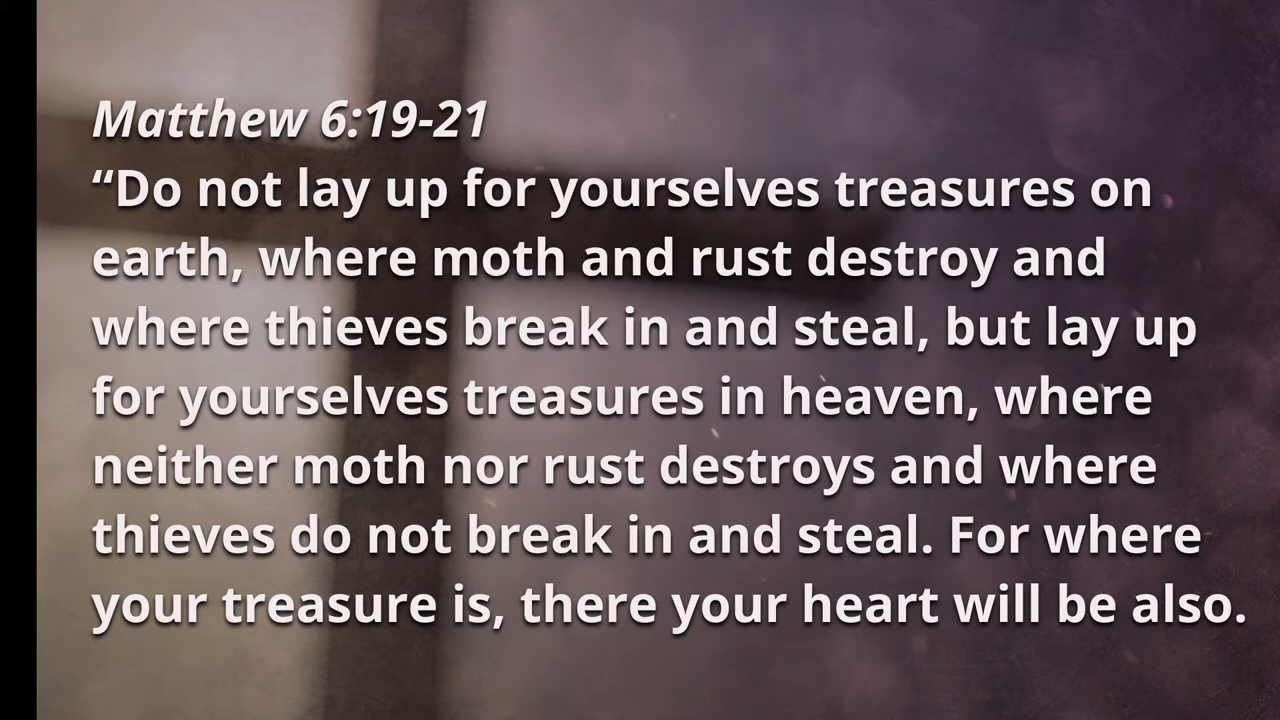 Matthew 6:19-21
“Do not lay up for yourselves treasures on
earth, where moth and rust destroy and
where thieves break in and steal, but lay up
for yourselves treasures in heaven, where
neither moth nor rust destroys and where
thieves do not break in and steal. For where
your treasure is, there your heart will be also.